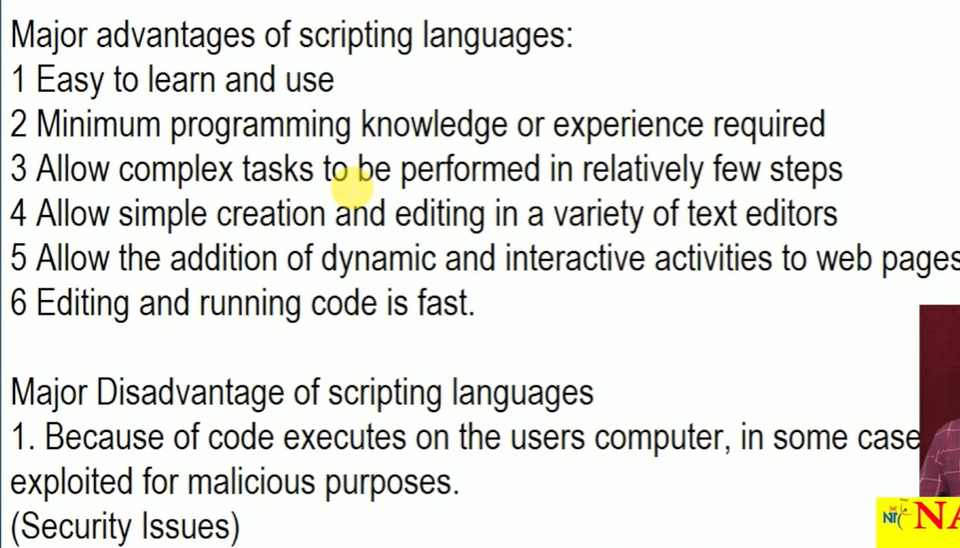 Major advantages of scripting languages:
1 Easy to learn and use
2 Minimum programming knowledge or experience required
3 Allow complex tasks to be performed in relatively few steps
4 Allow simple creation and editing in a variety of text editors
5 Allow the addition of dynamic and interactive activities to web pages
6 Editing and running code is fast.
Major Disadvantage of scripting languages
1. Because of code executes on the users computer, in some case
exploited for malicious purposes.
(Security Issues)
NA